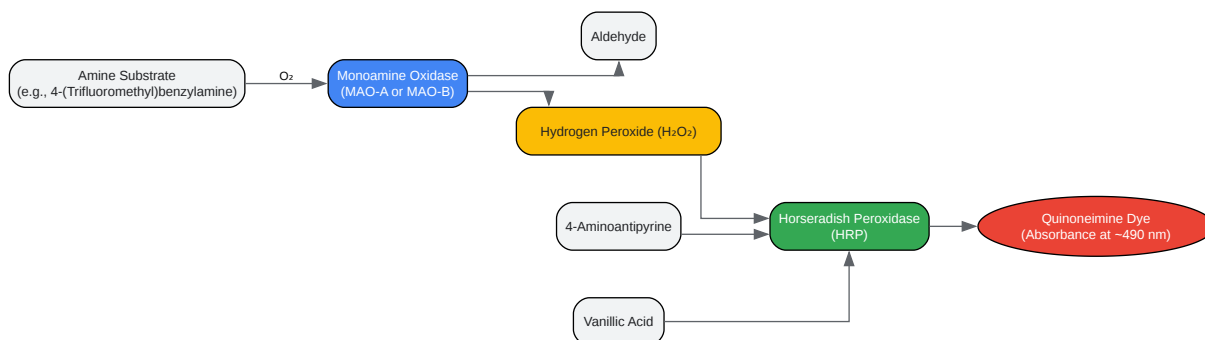 Aldehyde
Amine Substrate
(e.g., 4-(Trifluoromethyl)benzylamine)
O₂
Monoamine Oxidase
(MAO-A or MAO-B)
Hydrogen Peroxide (H₂O₂)
4-Aminoantipyrine
Horseradish Peroxidase
(HRP)
Quinoneimine Dye
(Absorbance at ~490 nm)
Vanillic Acid